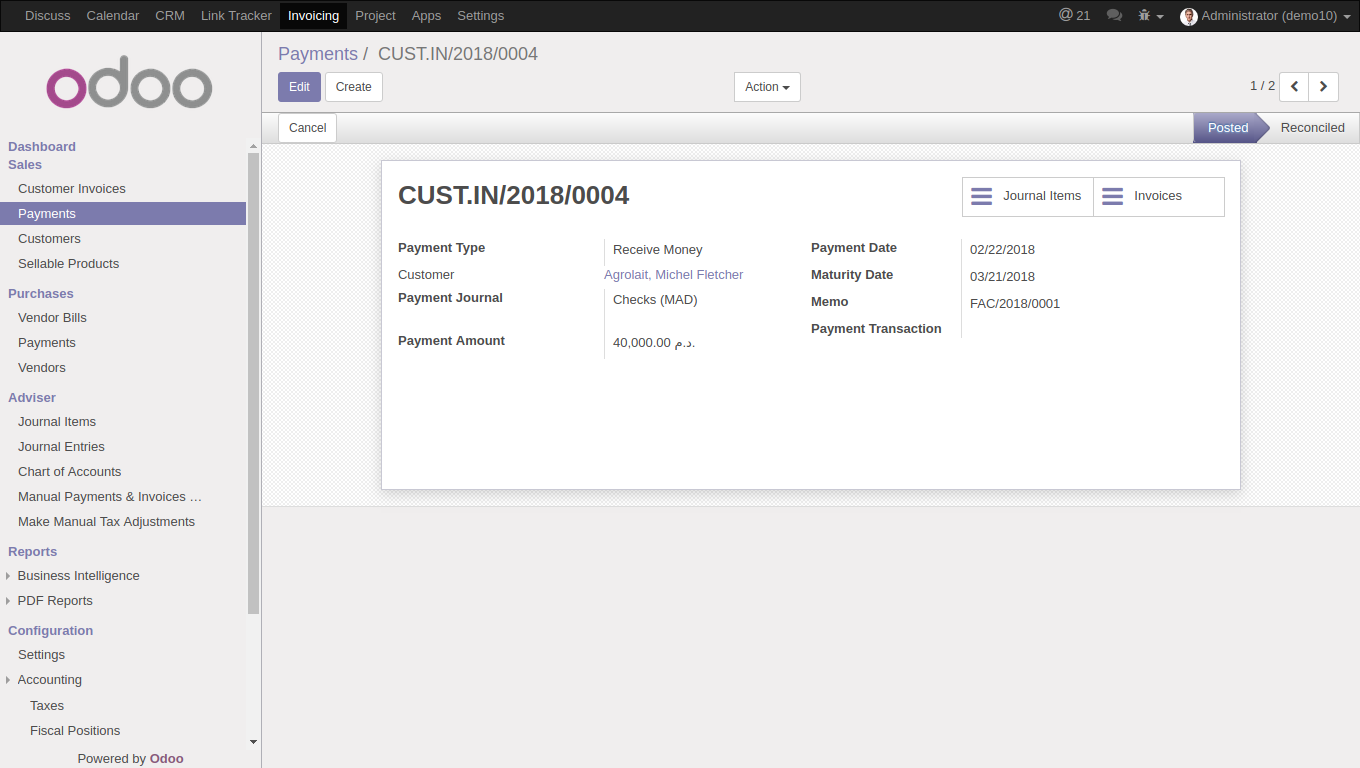 Discuss Calendar CRM Link Tracker Invoicing Project Apps Settings @ 21 Administrator (demo10)
odoo
Payments / CUST.IN/2018/0004
Edit Create Action 1 / 2
Cancel Posted Reconciled
Dashboard
Sales
Customer Invoices
Payments
Customers
Sellable Products
Purchases
Vendor Bills
Payments
Vendors
Adviser
Journal Items
Journal Entries
Chart of Accounts
Manual Payments & Invoices …
Make Manual Tax Adjustments
Reports
Business Intelligence
PDF Reports
Configuration
Settings
Accounting
Taxes
Fiscal Positions
Powered by Odoo
CUST.IN/2018/0004 Journal Items Invoices
Payment Type Receive Money
Customer Agrolait, Michel Fletcher
Payment Journal Checks (MAD)
Payment Amount 40,000.00 د.م.
Payment Date 02/22/2018
Maturity Date 03/21/2018
Memo FAC/2018/0001
Payment Transaction